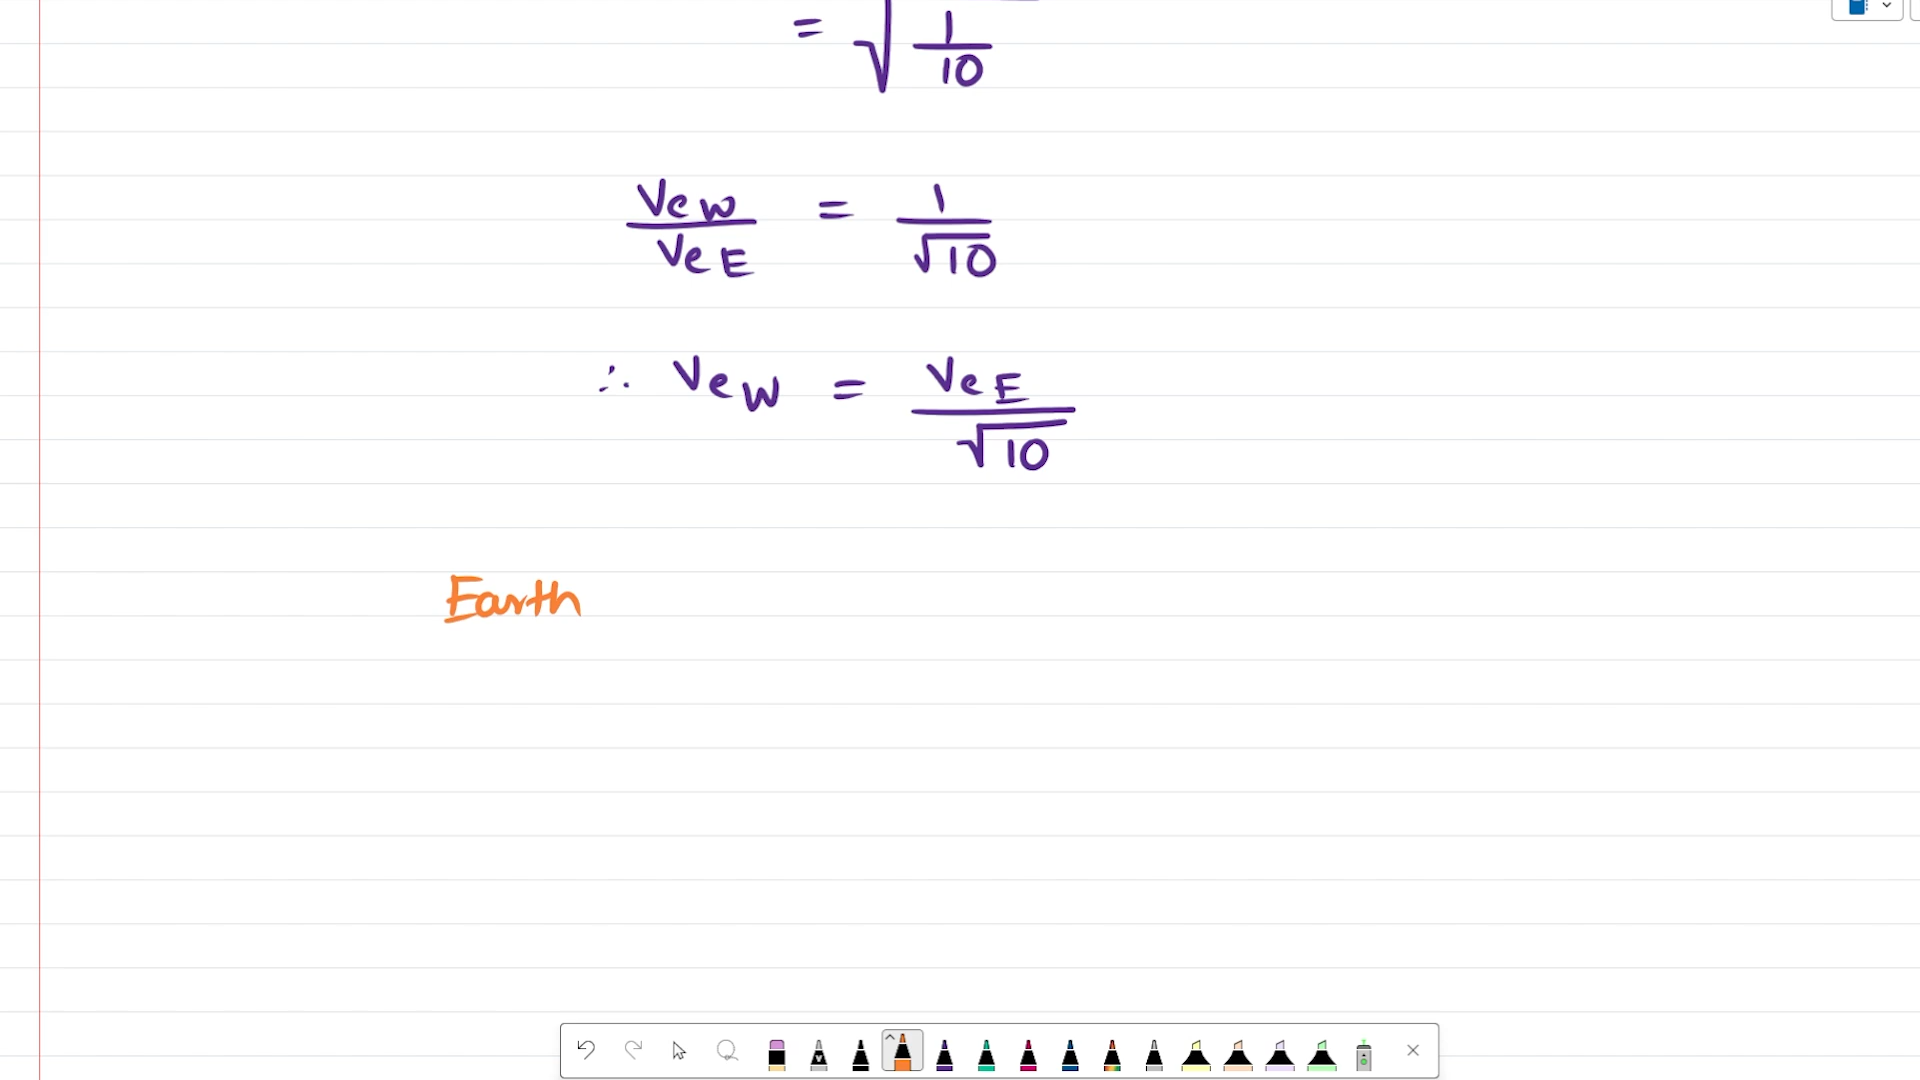 = √(1/10)
Vew/VeE = 1/√10
∴ Vew = VeE/√10
Earth